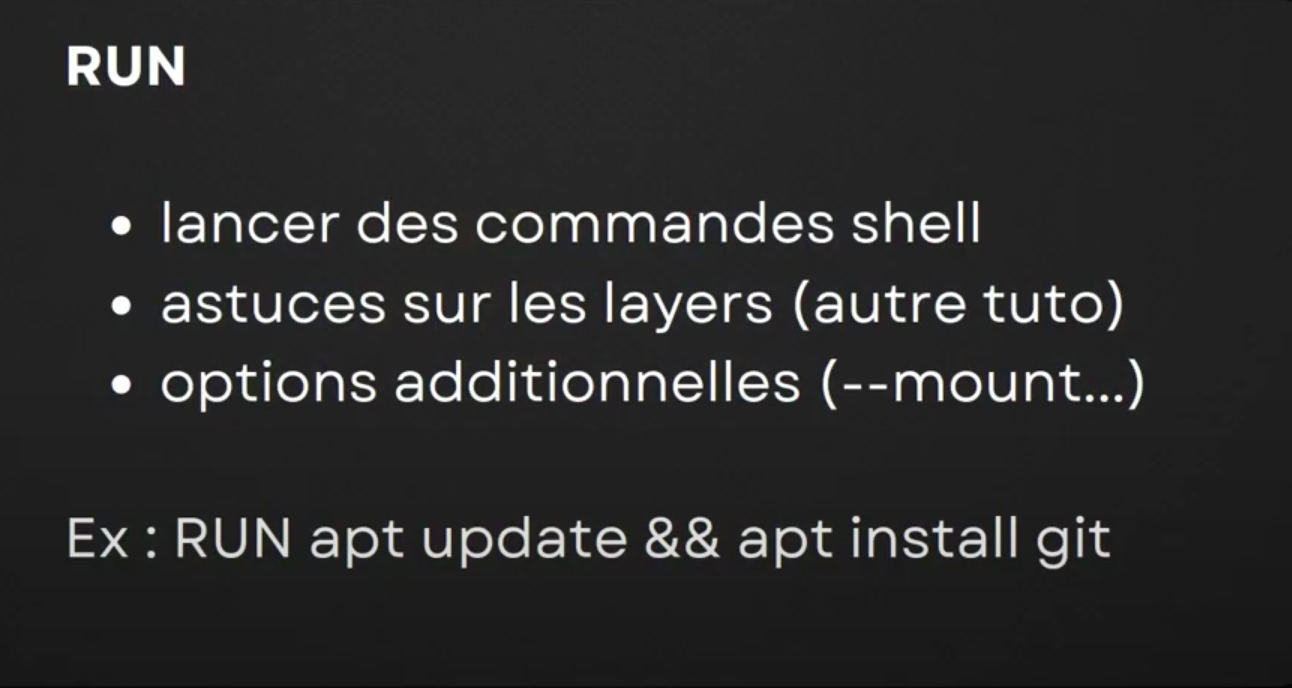 RUN
• lancer des commandes shell
• astuces sur les layers (autre tuto)
• options additionnelles (--mount...)
Ex : RUN apt update && apt install git